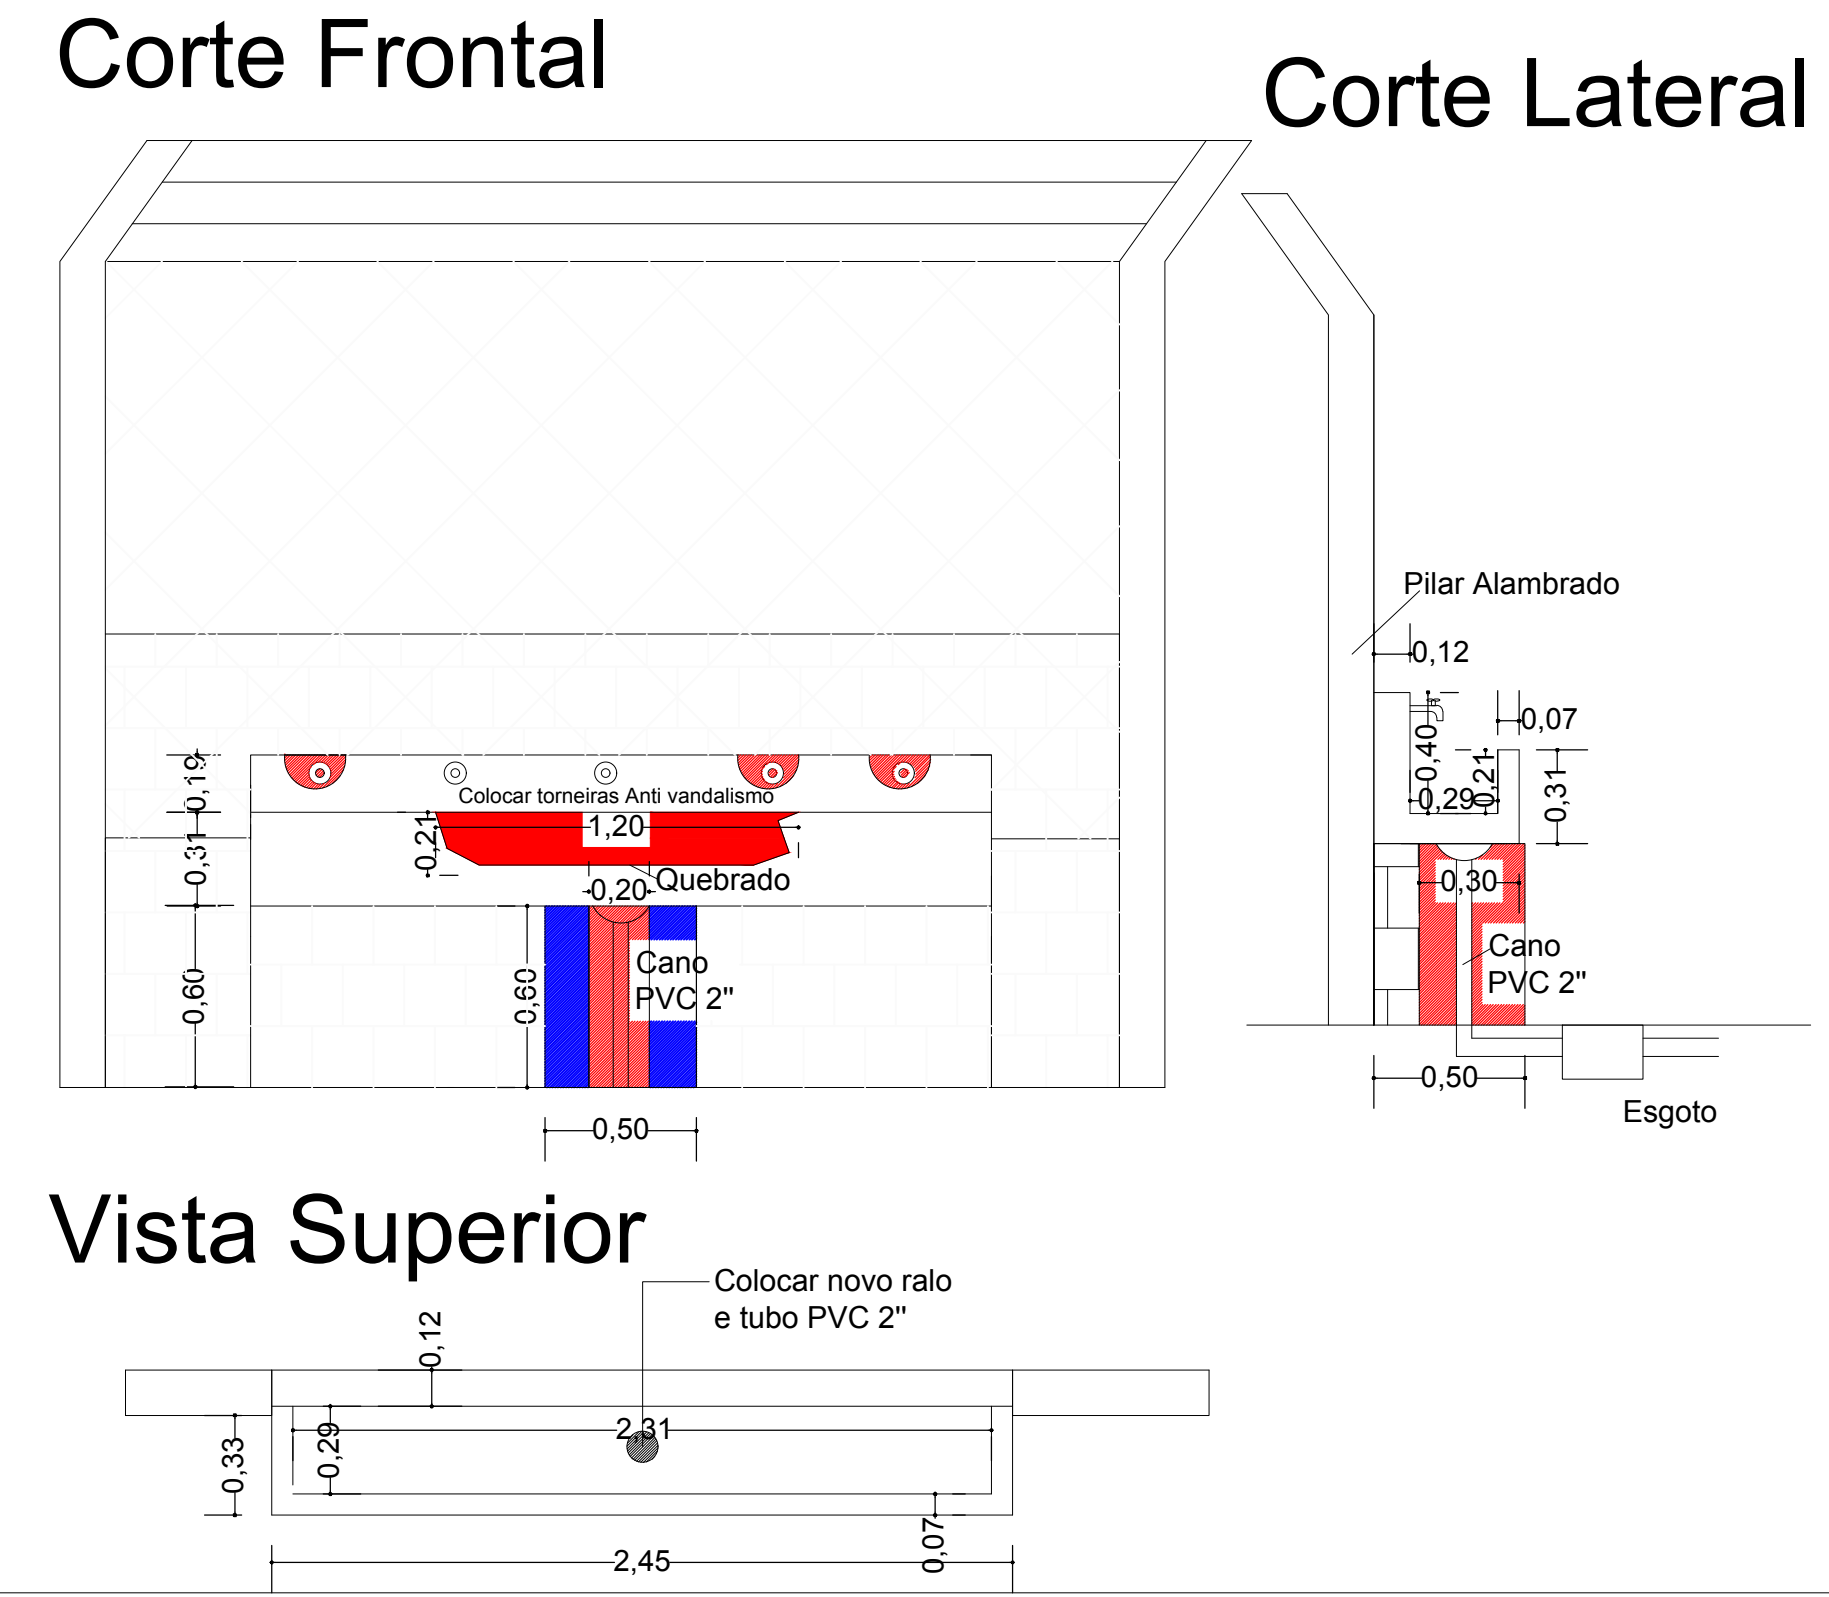 Corte Frontal
Corte Lateral
Pilar Alambrado
0,12
0,07
0,40
0,21
0,29
0,31
0,30
Cano
PVC 2"
0,50
Esgoto
0,19
0,31
0,60
Colocar torneiras Anti vandalismo
1,20
0,21
Quebrado
0,20
0,60
Cano
PVC 2"
0,50
Vista Superior
Colocar novo ralo
e tubo PVC 2"
0,12
2,31
0,29
0,33
0,07
2,45